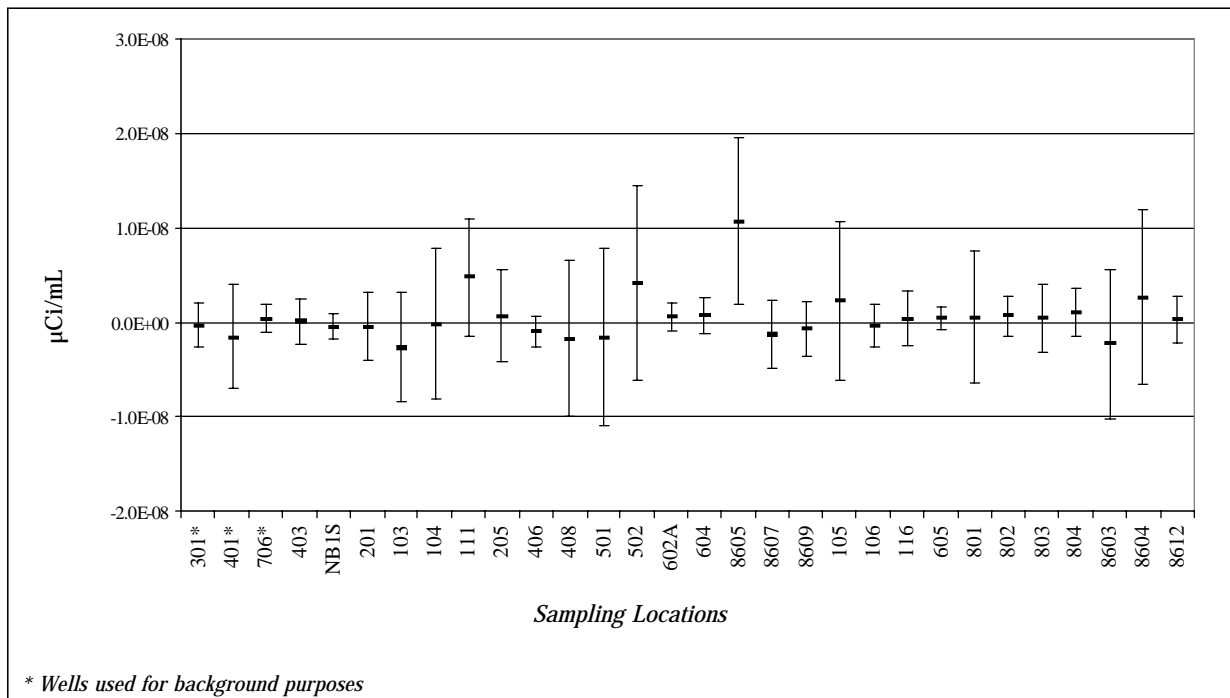 3.0E-08
2.0E-08
1.0E-08
0.0E+00
-1.0E-08
-2.0E-08
μCi/mL
301*
401*
706*
403
NB1S
201
103
104
111
205
406
408
501
502
602A
604
8605
8607
8609
105
106
116
605
801
802
803
804
8603
8604
8612
Sampling Locations
* Wells used for background purposes